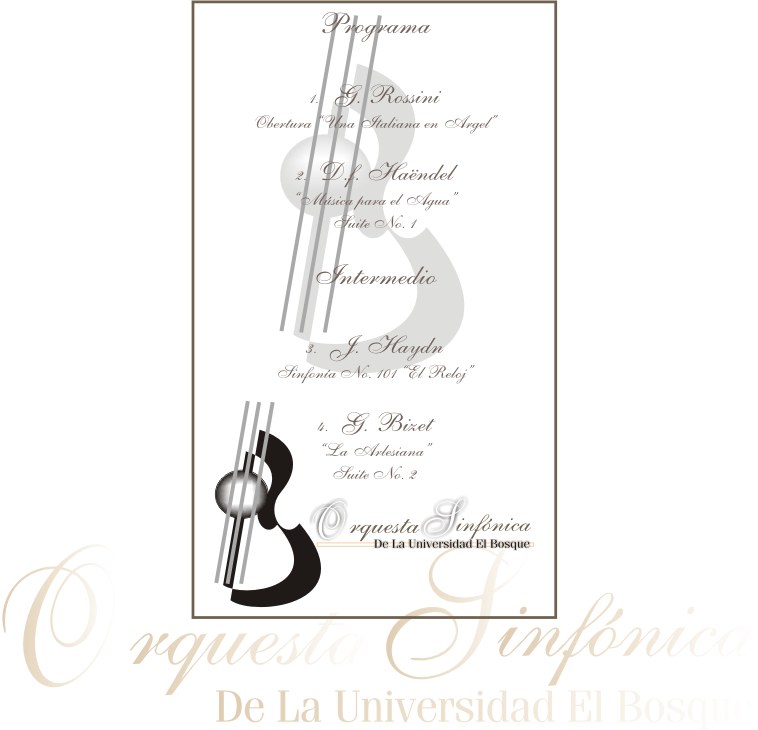 Programa
1. G. Rossini
Obertura "Una Italiana en Argel"
2. D.f. Haëndel
"Música para el Agua"
Suite No. 1
Intermedio
3. J. Haydn
Sinfonía No. 101 "El Reloj"
4. G. Bizet
"La Arlesiana"
Suite No. 2
Orquesta Sinfónica
De La Universidad El Bosque
Orquesta Sinfónica
De La Universidad El Bosque